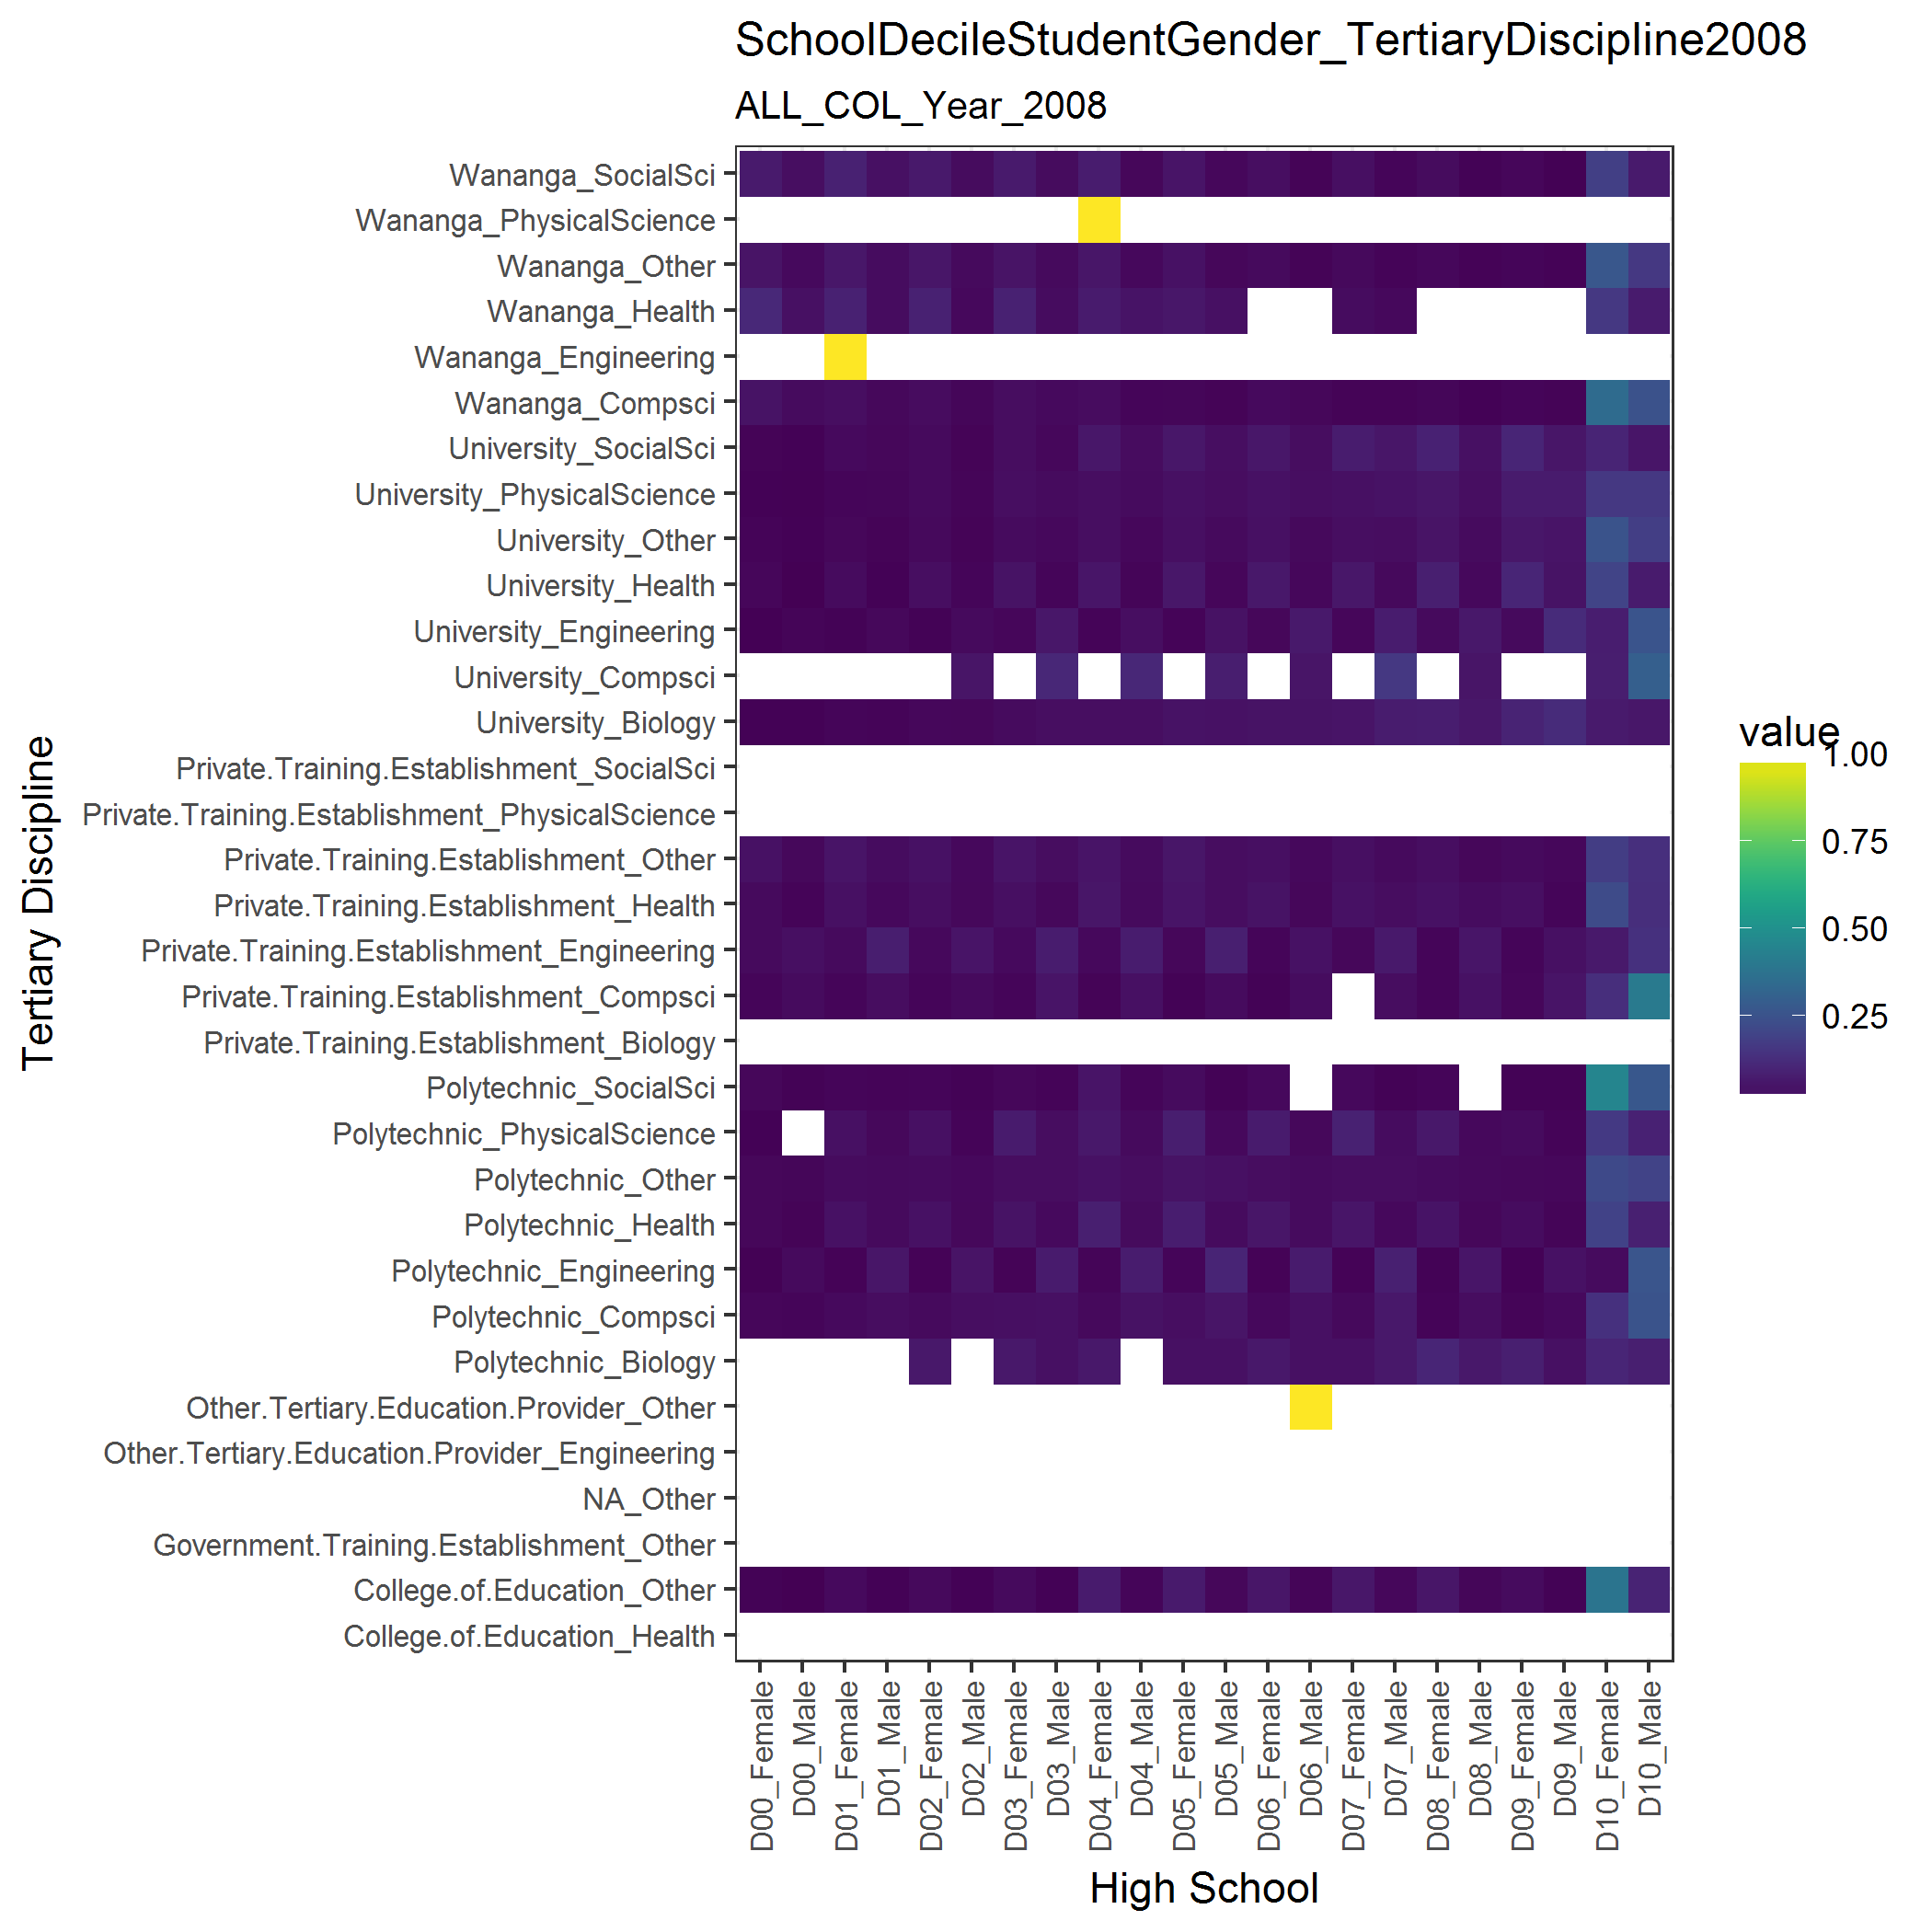 SchoolDecileStudentGender_TertiaryDiscipline2008
ALL_COL_Year_2008
Tertiary Discipline
Wananga_SocialSci
Wananga_PhysicalScience
Wananga_Other
Wananga_Health
Wananga_Engineering
Wananga_Compsci
University_SocialSci
University_PhysicalScience
University_Other
University_Health
University_Engineering
University_Compsci
University_Biology
Private.Training.Establishment_SocialSci
Private.Training.Establishment_PhysicalScience
Private.Training.Establishment_Other
Private.Training.Establishment_Health
Private.Training.Establishment_Engineering
Private.Training.Establishment_Compsci
Private.Training.Establishment_Biology
Polytechnic_SocialSci
Polytechnic_PhysicalScience
Polytechnic_Other
Polytechnic_Health
Polytechnic_Engineering
Polytechnic_Compsci
Polytechnic_Biology
Other.Tertiary.Education.Provider_Other
Other.Tertiary.Education.Provider_Engineering
NA_Other
Government.Training.Establishment_Other
College.of.Education_Other
College.of.Education_Health
D00_Female
D00_Male
D01_Female
D01_Male
D02_Female
D02_Male
D03_Female
D03_Male
D04_Female
D04_Male
D05_Female
D05_Male
D06_Female
D06_Male
D07_Female
D07_Male
D08_Female
D08_Male
D09_Female
D09_Male
D10_Female
D10_Male
High School
value
1.00
0.75
0.50
0.25